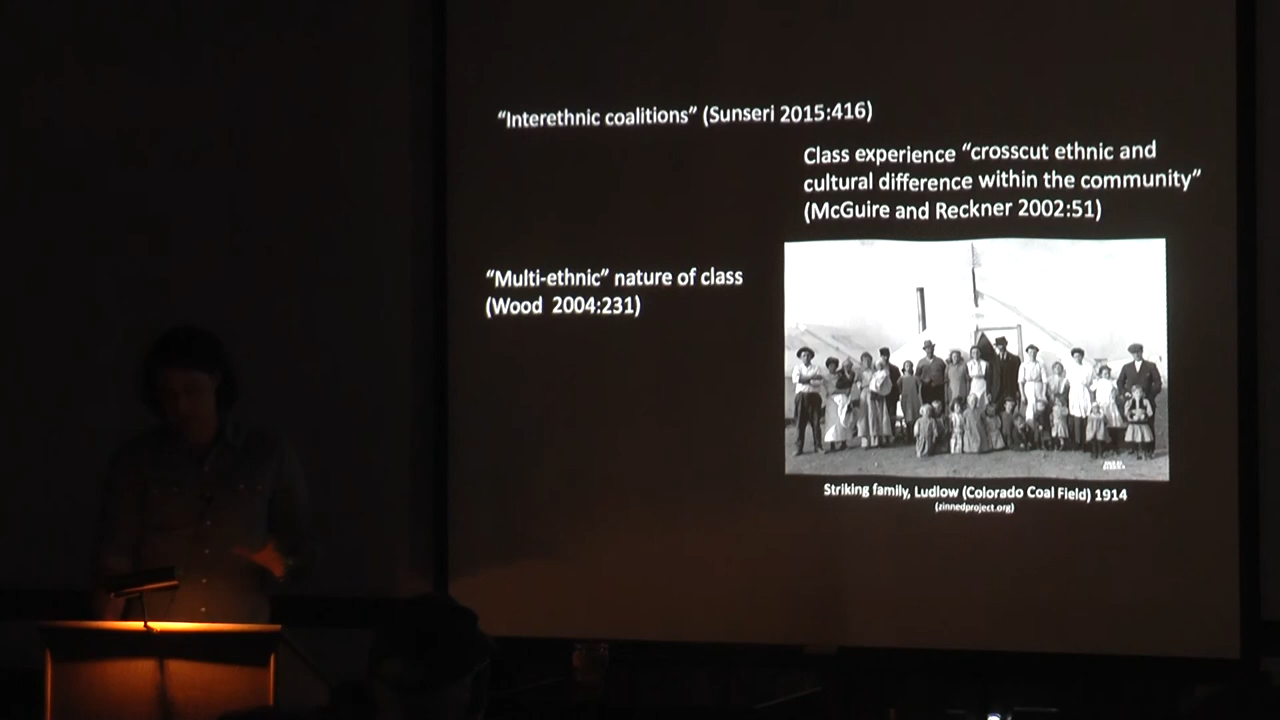 “Interethnic coalitions” (Sunseri 2015:416)
Class experience “crosscut ethnic and
cultural difference within the community”
(McGuire and Reckner 2002:51)
“Multi-ethnic” nature of class
(Wood 2004:231)
Striking family, Ludlow (Colorado Coal Field) 1914
(zinnedproject.org)